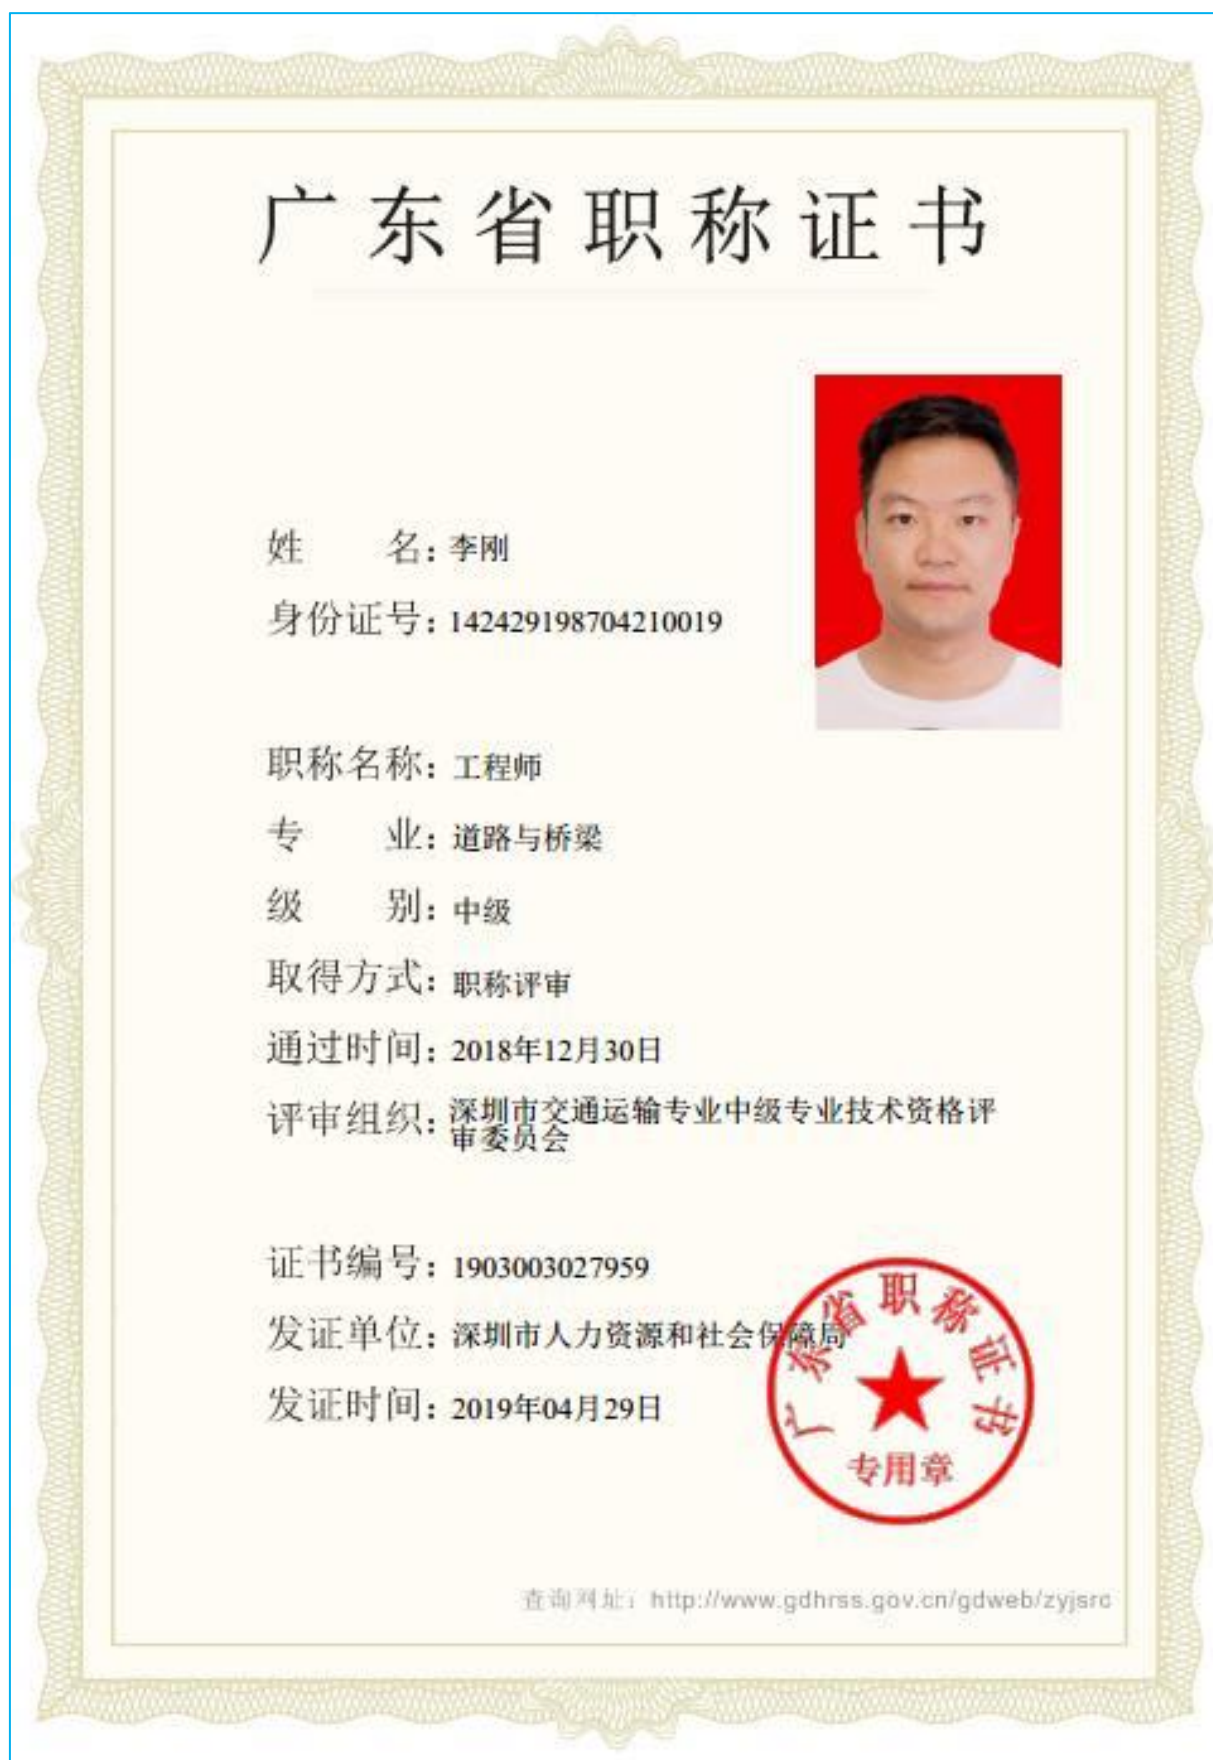 广东省职称证书
姓　　名：李刚
身份证号：142429198704210019
职称名称：工程师
专　　业：道路与桥梁
级　　别：中级
取得方式：职称评审
通过时间：2018年12月30日
评审组织：深圳市交通运输专业中级专业技术资格评
审委员会
证书编号：1903003027959
发证单位：深圳市人力资源和社会保障局
发证时间：2019年04月29日
广东省职称证书
专用章
查询网址：http://www.gdhrss.gov.cn/gdweb/zyjsrc